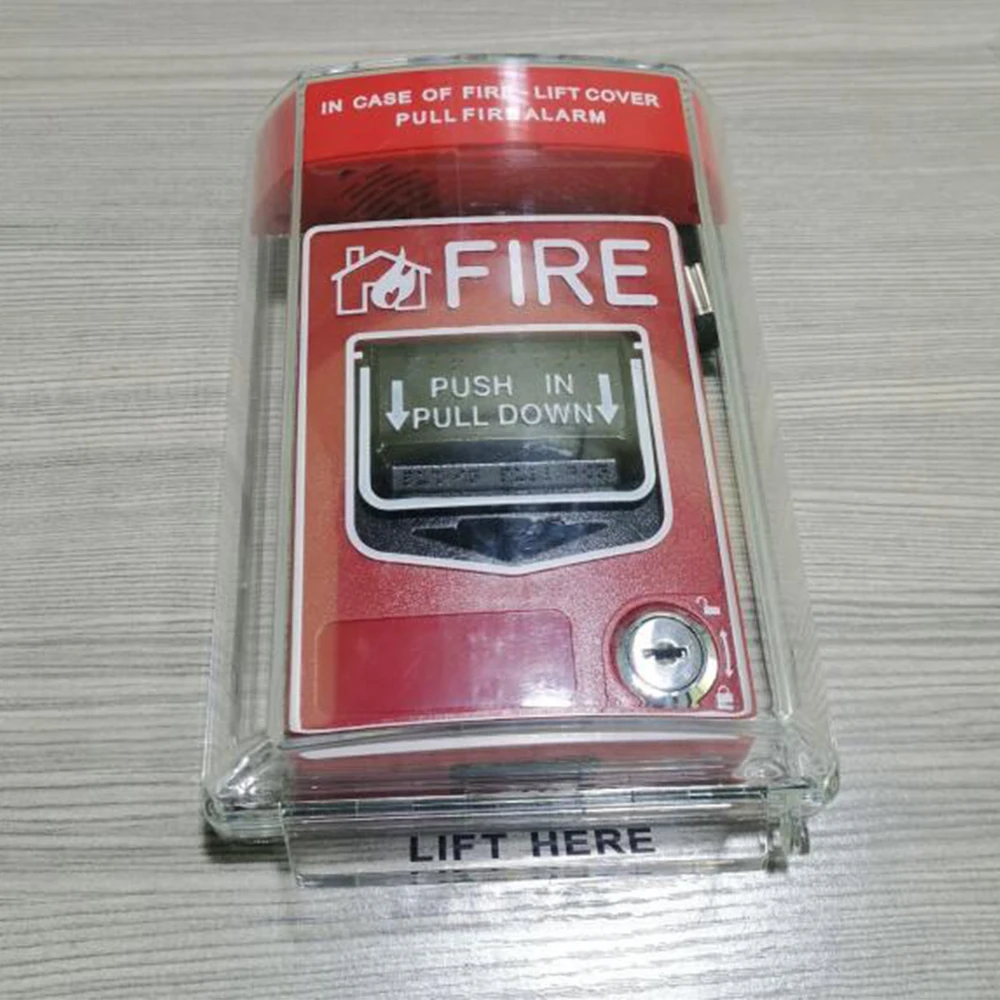 IN CASE OF FIRE - LIFT COVER
PULL FIRE ALARM
FIRE
PUSH IN
PULL DOWN
LIFT HERE